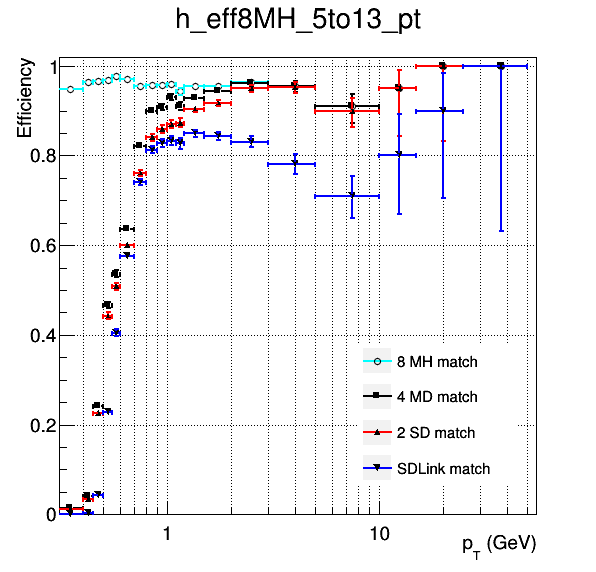 h_eff8MH_5to13_pt
Efficiency
1
0.8
0.6
0.4
0.2
0
8 MH match
4 MD match
2 SD match
SDLink match
1
10
p_T (GeV)